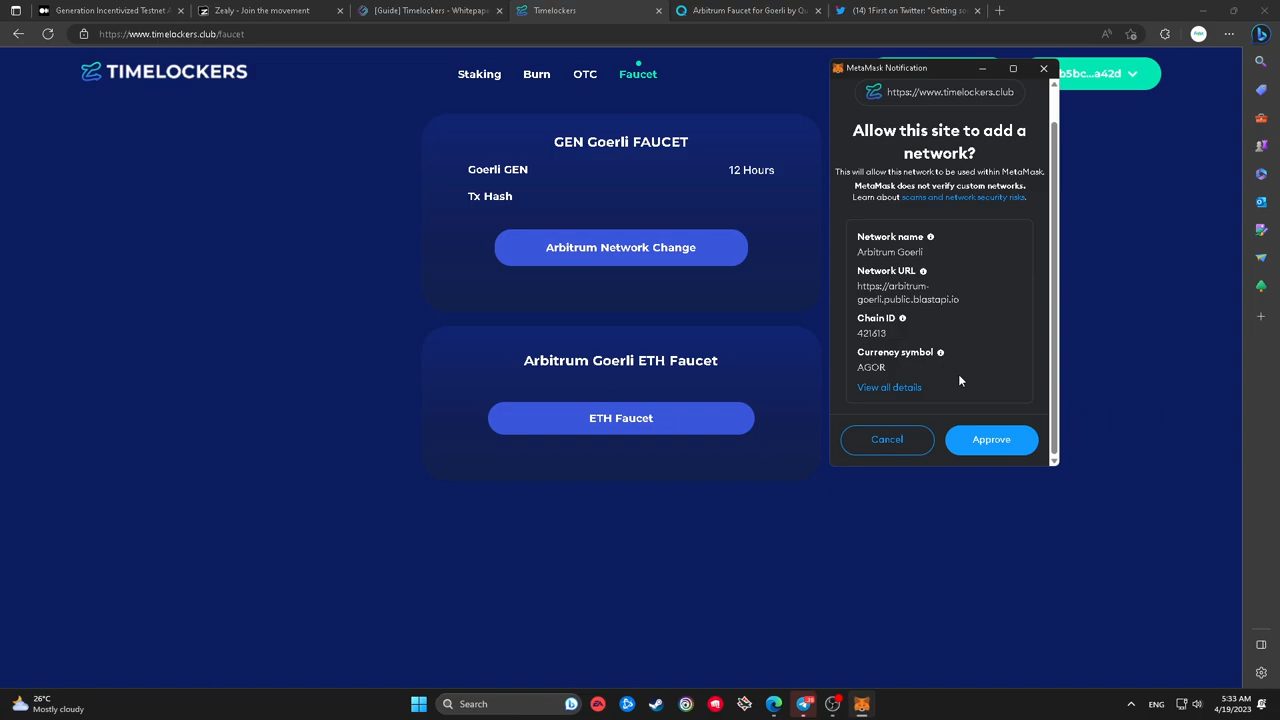 Generation Incentivized Testnet A
Zealy - Join the movement
[Guide] Timelockers - Whitepape
Timelockers
Arbitrum Faucet for Goerli by Qu
(14) 1First on Twitter: "Getting so
https://www.timelockers.club/faucet
TIMELOCKERS
Staking
Burn
OTC
Faucet
b5bc...a42d
GEN Goerli FAUCET
Goerli GEN
12 Hours
Tx Hash
Arbitrum Network Change
Arbitrum Goerli ETH Faucet
ETH Faucet
MetaMask Notification
https://www.timelockers.club
Allow this site to add a
network?
This will allow this network to be used within MetaMask.
MetaMask does not verify custom networks.
Learn about scams and network security risks.
Network name
Arbitrum Goerli
Network URL
https://arbitrum-
goerli.public.blastapi.io
Chain ID
421613
Currency symbol
AGOR
View all details
Cancel
Approve
26°C
Mostly cloudy
Search
ENG
5:33 AM
4/19/2023